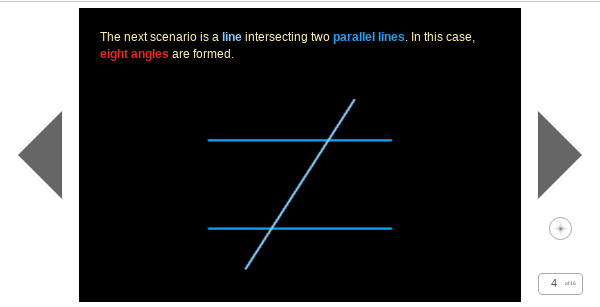 The next scenario is a line intersecting two parallel lines. In this case,
eight angles are formed.
4 of 16